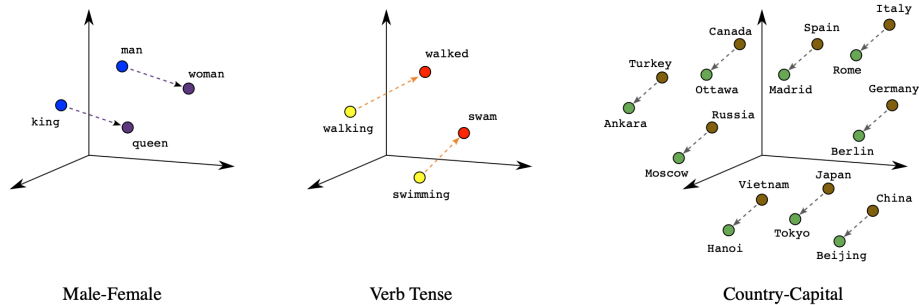 man
woman
king
queen
Male-Female
walked
walking
swam
swimming
Verb Tense
Italy
Canada
Spain
Rome
Turkey
Ottawa
Madrid
Germany
Ankara
Russia
Berlin
Moscow
Vietnam
Japan
China
Tokyo
Hanoi
Beijing
Country-Capital